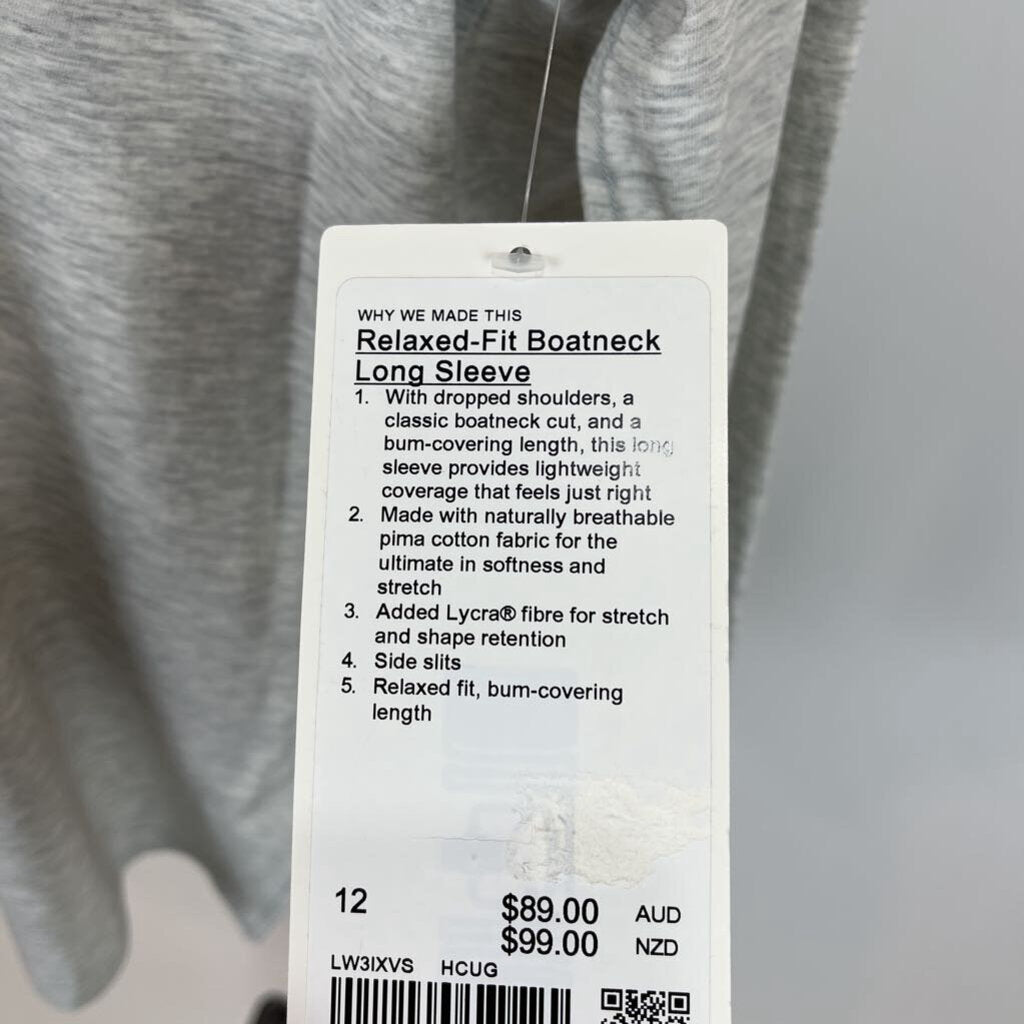 WHY WE MADE THIS
Relaxed-Fit Boatneck
Long Sleeve
1. With dropped shoulders, a
classic boatneck cut, and a
bum-covering length, this long
sleeve provides lightweight
coverage that feels just right
2. Made with naturally breathable
pima cotton fabric for the
ultimate in softness and
stretch
3. Added Lycra® fibre for stretch
and shape retention
4. Side slits
5. Relaxed fit, bum-covering
length
12
$89.00 AUD
$99.00 NZD
LW3IXVS HCUG